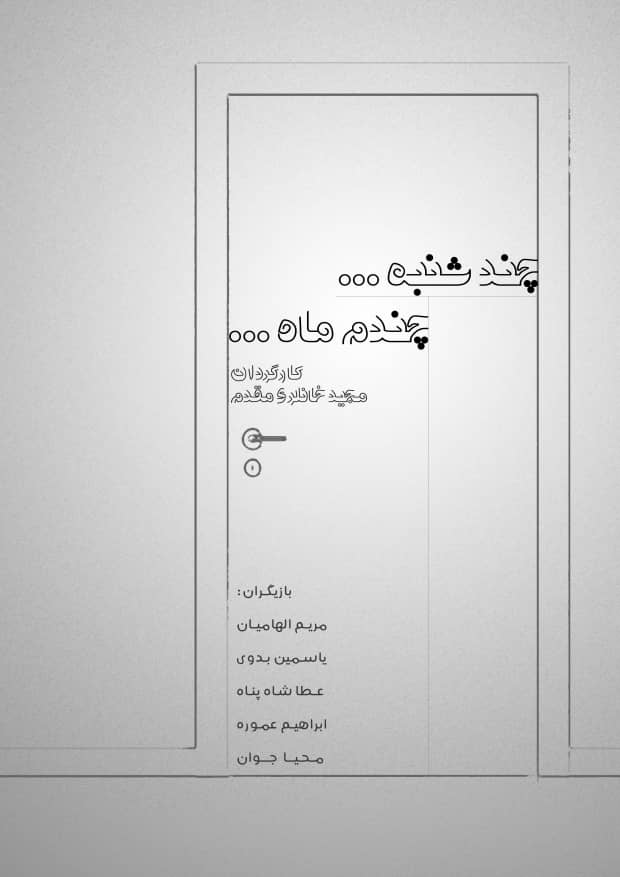 چند شنبه ...
چندم ماه ...
کارگردان
مجید خانلری مقدم
بازیگران :
مریم الهامیان
یاسمین بدوی
عطا شاه پناه
ابراهیم عموره
محیا جوان